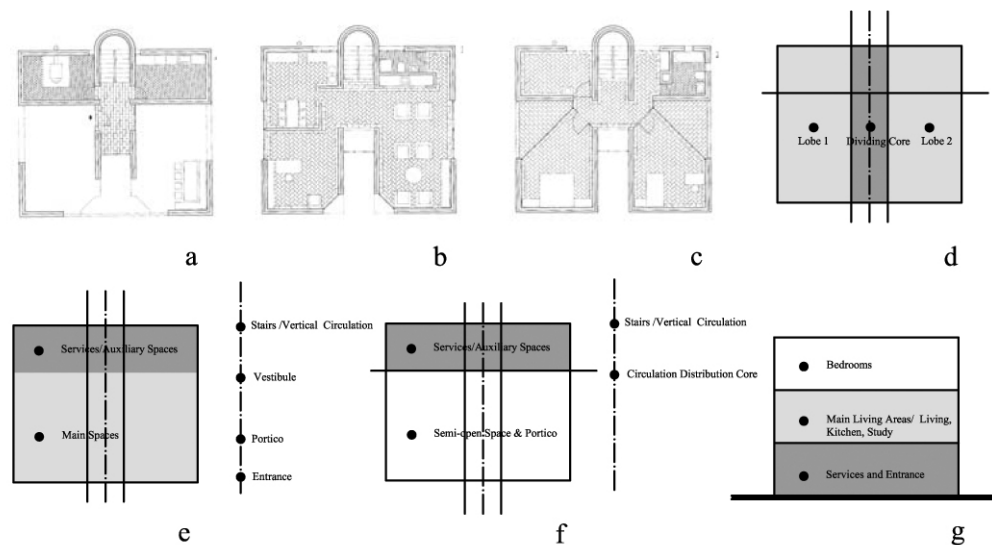 a
b
c
Lobe 1
Dividing Core
Lobe 2
d
Services/Auxiliary Spaces
Main Spaces
Stairs /Vertical Circulation
Vestibule
Portico
Entrance
e
Services/Auxiliary Spaces
Semi-open Space & Portico
Stairs /Vertical Circulation
Circulation Distribution Core
f
Bedrooms
Main Living Areas/ Living,
Kitchen, Study
Services and Entrance
g